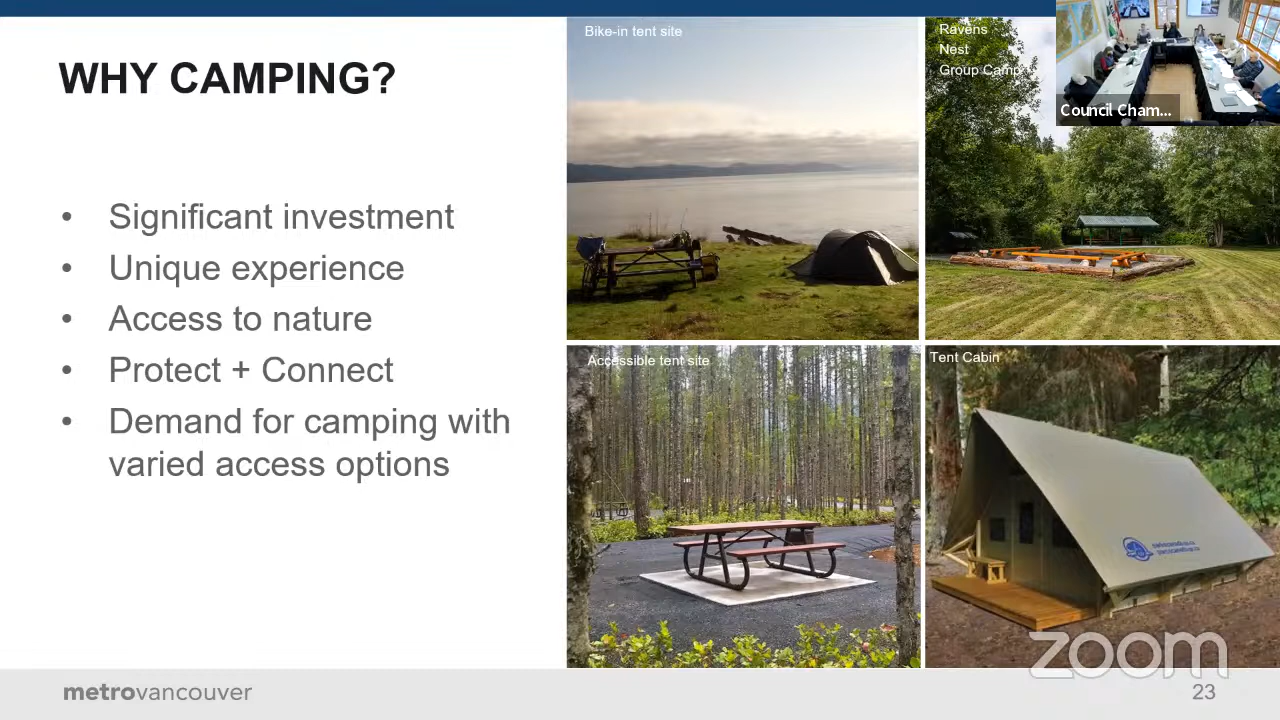 WHY CAMPING?
• Significant investment
• Unique experience
• Access to nature
• Protect + Connect
• Demand for camping with
varied access options
Bike-in tent site
Ravens
Nest
Group Camp
Council Cham...
Accessible tent site
Tent Cabin
metrovancouver
zoom
23